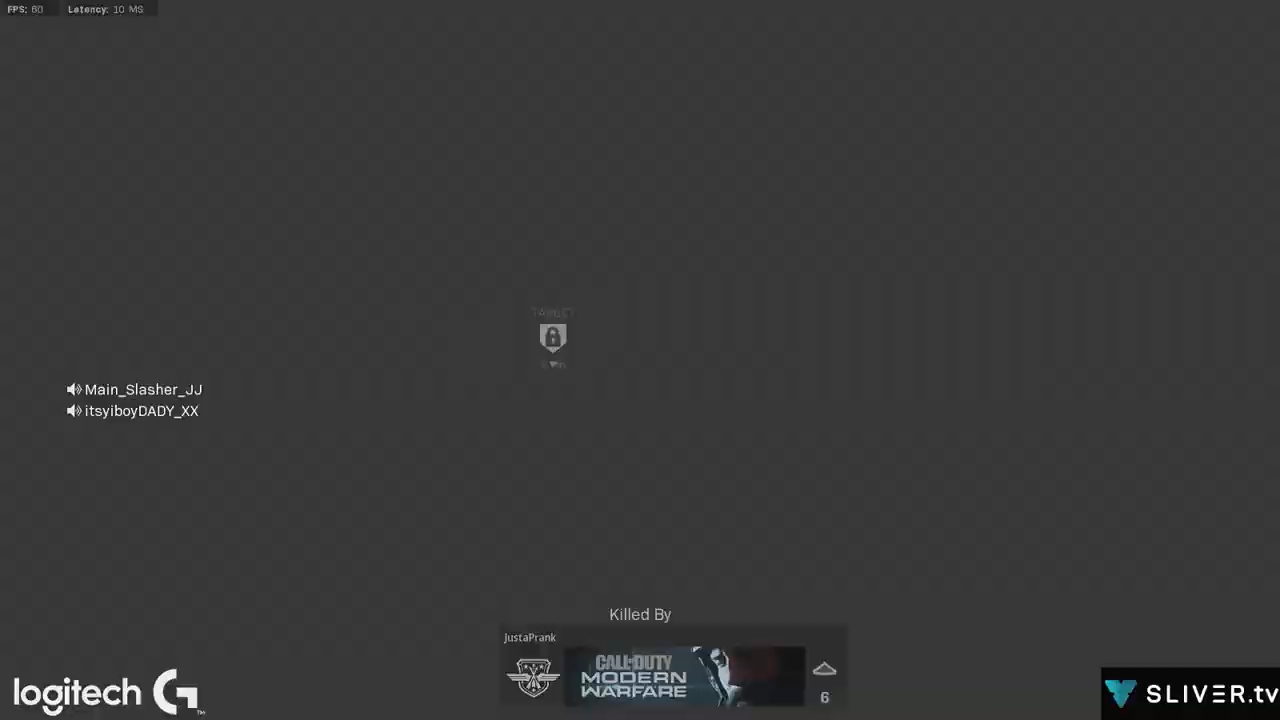 FPS: 60 Latency: 10 MS
TARGET
Main_Slasher_JJ
itsyiboyDADY_XX
Killed By
JustaPrank
CALL OF DUTY
MODERN
WARFARE
6
logitech G
SLIVER.tv